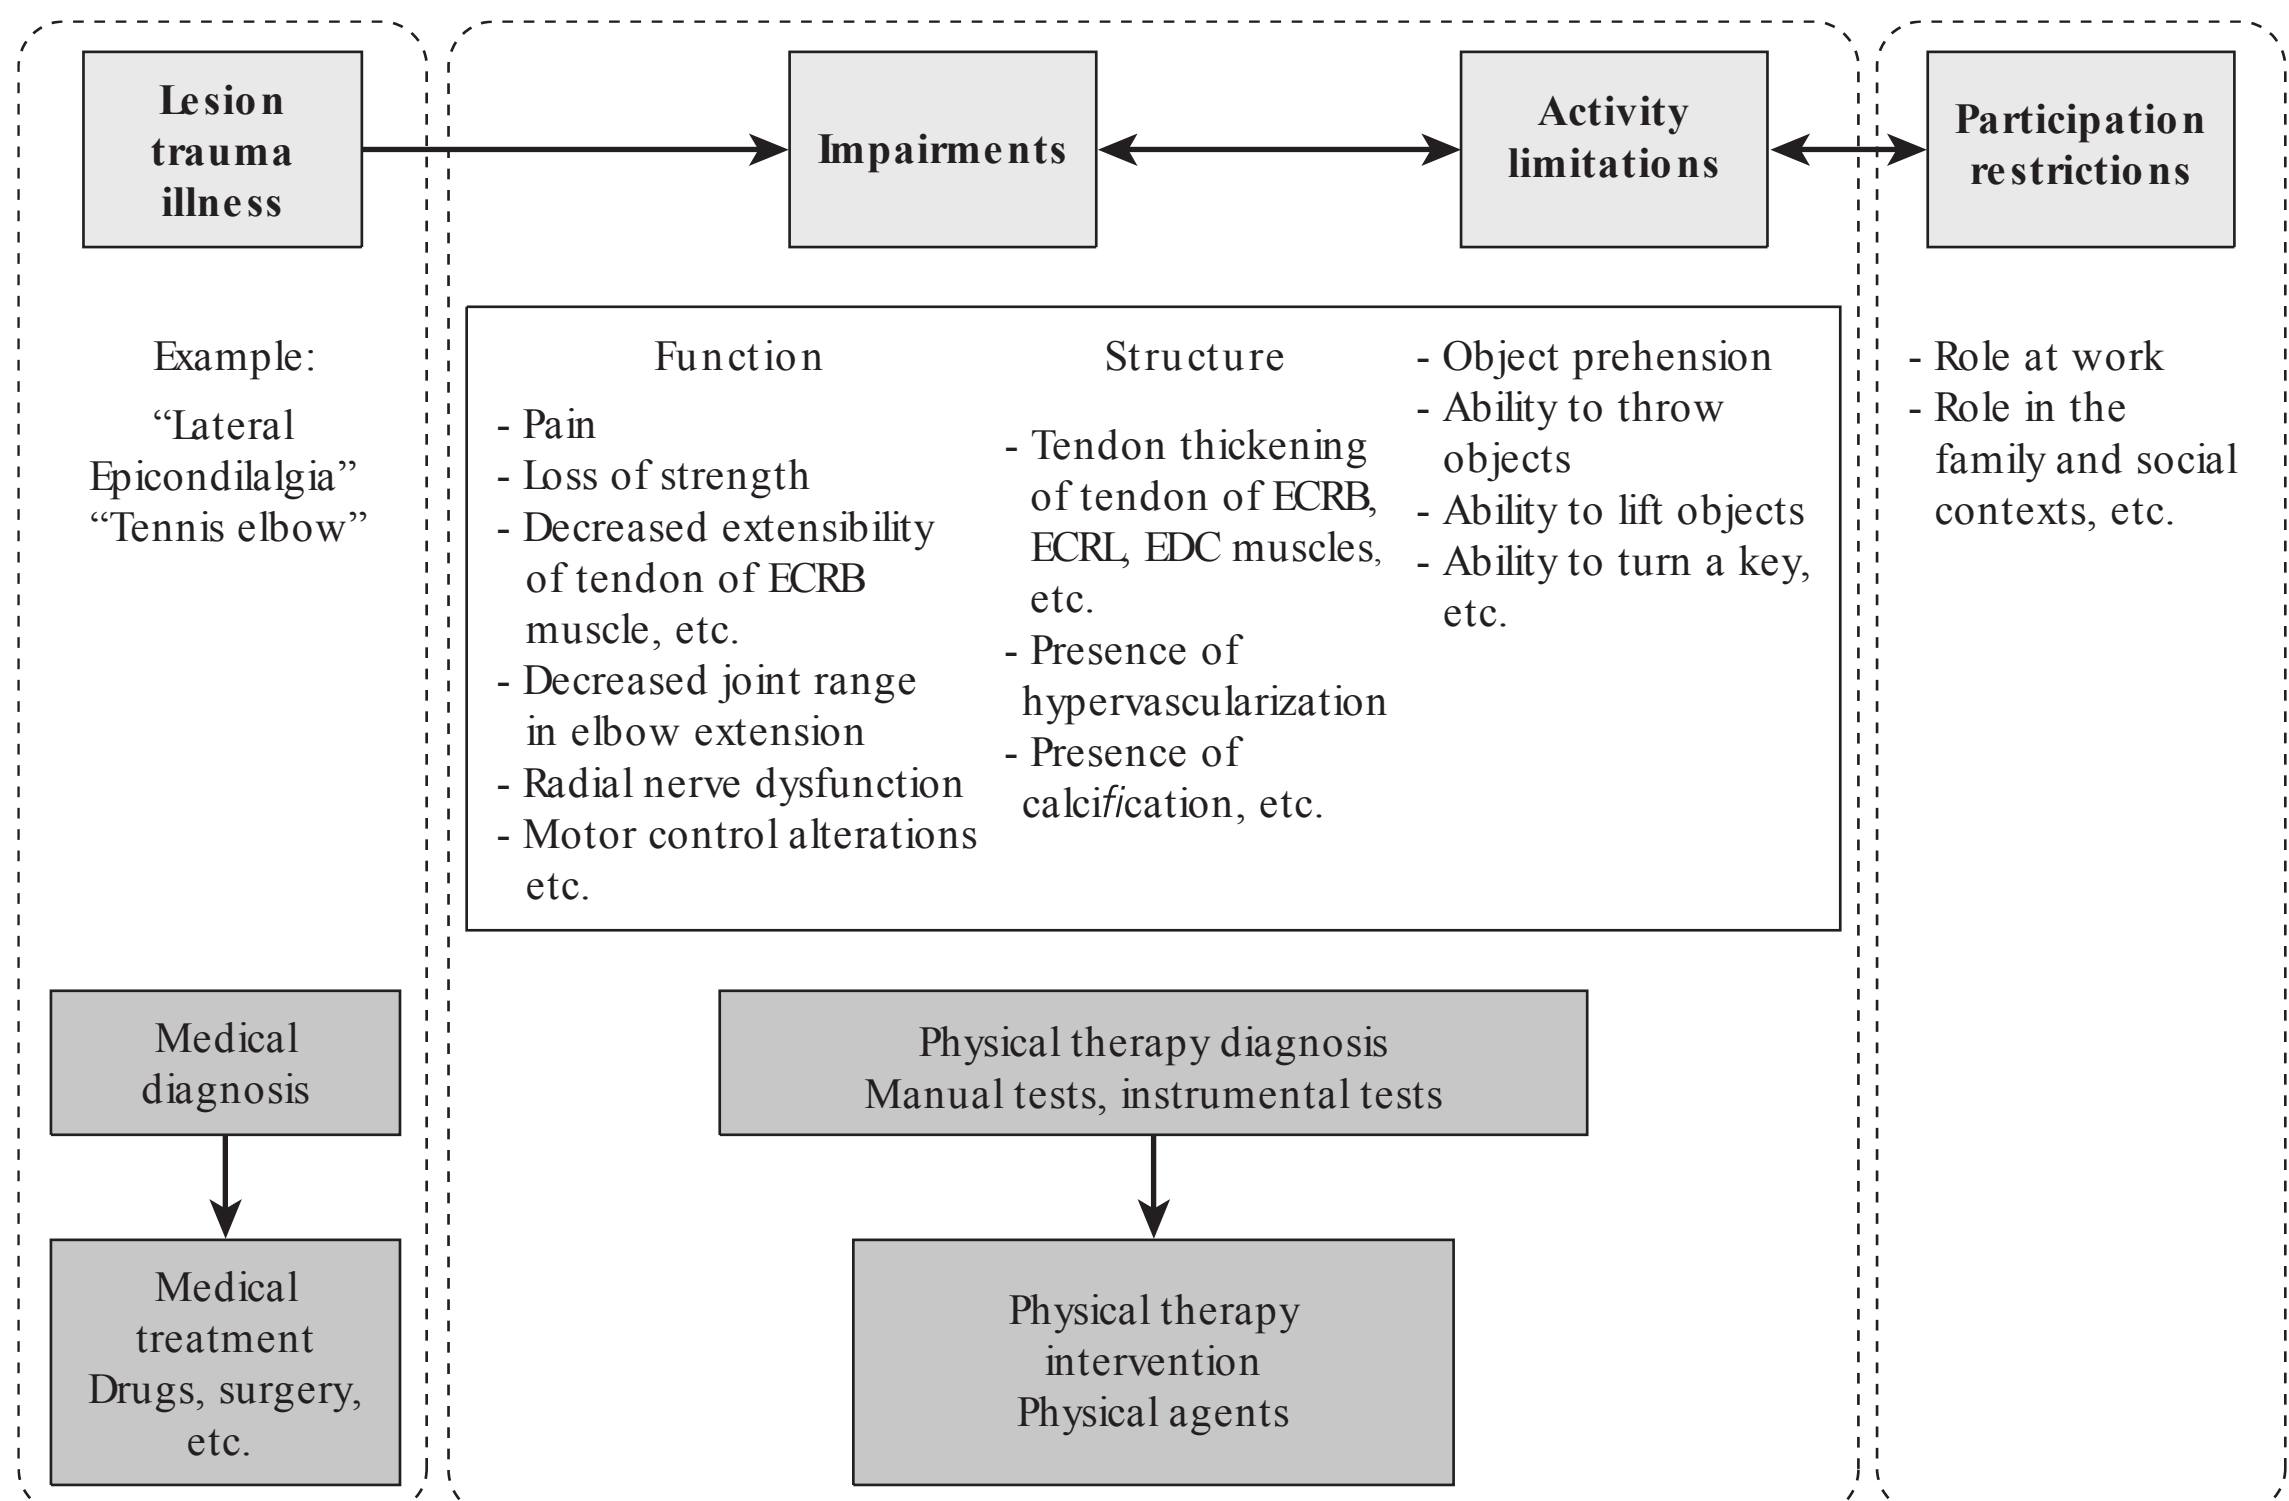 Lesion
trauma
illness
Impairments
Activity
limitations
Participation
restrictions
Example:
“Lateral
Epicondilalgia”
“Tennis elbow”
Function
- Pain
- Loss of strength
- Decreased extensibility
of tendon of ECRB
muscle, etc.
- Decreased joint range
in elbow extension
- Radial nerve dysfunction
- Motor control alterations
etc.
Structure
- Tendon thickening
of tendon of ECRB,
ECRL, EDC muscles,
etc.
- Presence of
hypervascularization
- Presence of
calcification, etc.
- Object prehension
- Ability to throw
objects
- Ability to lift objects
- Ability to turn a key,
etc.
- Role at work
- Role in the
family and social
contexts, etc.
Medical
diagnosis
Physical therapy diagnosis
Manual tests, instrumental tests
Medical
treatment
Drugs, surgery,
etc.
Physical therapy
intervention
Physical agents